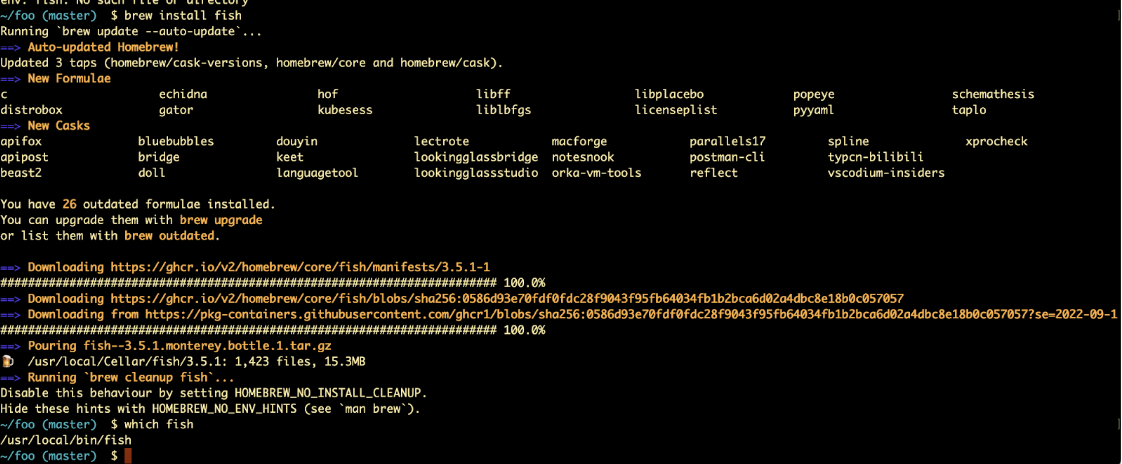 env: fish: No such file or directory
~/foo (master)  $ brew install fish
Running `brew update --auto-update`...
==> Auto-updated Homebrew!
Updated 3 taps (homebrew/cask-versions, homebrew/core and homebrew/cask).
==> New Formulae
c echidna hof libff libplacebo popeye schemathesis
distrobox gator kubesess liblbfgs licenseplist pyyaml taplo
==> New Casks
apifox bluebubbles douyin lectrote macforge parallels17 spline xprocheck
apipost bridge keet lookingglassbridge notesnook postman-cli typcn-bilibili
beast2 doll languagetool lookingglassstudio orka-vm-tools reflect vscodium-insiders
You have 26 outdated formulae installed.
You can upgrade them with brew upgrade
or list them with brew outdated.
==> Downloading https://ghcr.io/v2/homebrew/core/fish/manifests/3.5.1-1
######################################################################## 100.0%
==> Downloading https://ghcr.io/v2/homebrew/core/fish/blobs/sha256:0586d93e70fdf0fdc28f9043f95fb64034fb1b2bca6d02a4dbc8e18b0c057057
==> Downloading from https://pkg-containers.githubusercontent.com/ghcr1/blobs/sha256:0586d93e70fdf0fdc28f9043f95fb64034fb1b2bca6d02a4dbc8e18b0c057057?se=2022-09-1
######################################################################## 100.0%
==> Pouring fish--3.5.1.monterey.bottle.1.tar.gz
🍺  /usr/local/Cellar/fish/3.5.1: 1,423 files, 15.3MB
==> Running `brew cleanup fish`...
Disable this behaviour by setting HOMEBREW_NO_INSTALL_CLEANUP.
Hide these hints with HOMEBREW_NO_ENV_HINTS (see `man brew`).
~/foo (master)  $ which fish
/usr/local/bin/fish
~/foo (master)  $